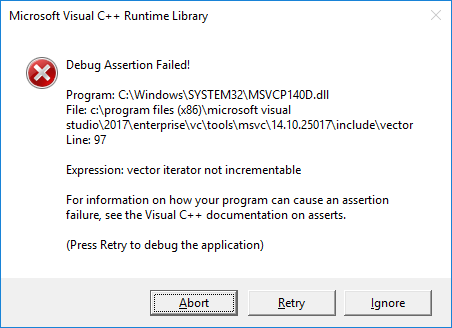 Microsoft Visual C++ Runtime Library
Debug Assertion Failed!
Program: C:\Windows\SYSTEM32\MSVCP140D.dll
File: c:\program files (x86)\microsoft visual
studio\2017\enterprise\vc\tools\msvc\14.10.25017\include\vector
Line: 97
Expression: vector iterator not incrementable
For information on how your program can cause an assertion
failure, see the Visual C++ documentation on asserts.
(Press Retry to debug the application)
Abort Retry Ignore